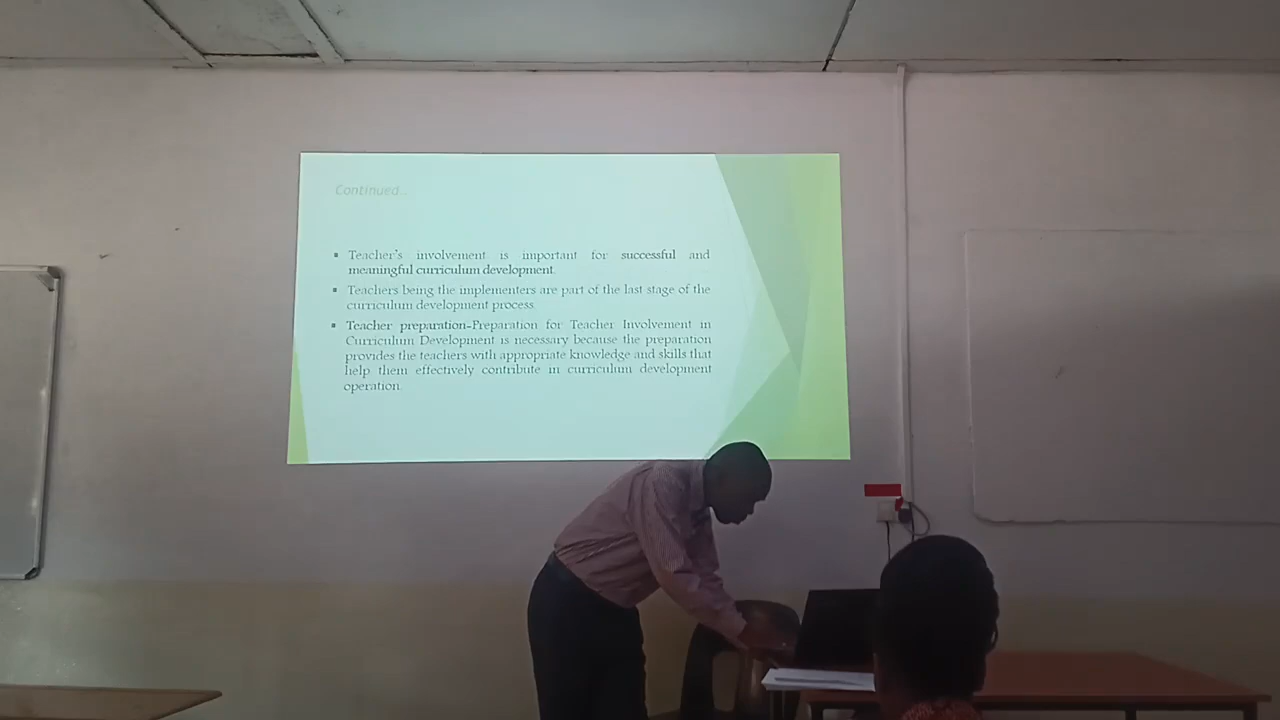 Continued...
Teacher's involvement is important for successful and
meaningful curriculum development.
Teachers being the implementers are part of the last stage of the
curriculum development process.
Teacher preparation-Preparation for Teacher Involvement in
Curriculum Development is necessary because the preparation
provides the teachers with appropriate knowledge and skills that
help them effectively contribute in curriculum development
operation.